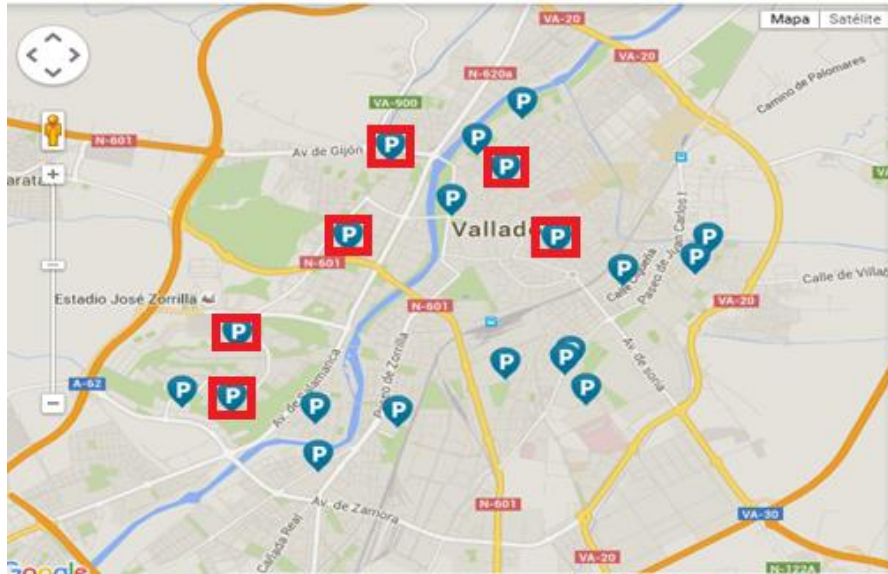 VA-20
Mapa Satélite
VA-20
N-620a
Camino de Palomares
VA-900
N-601
Av de Gijón
P
P
P
P
P
P
Vallad
P
P
P
P
N-601
Calle Cigüeña
Paseo de Juan Carlos I
P
P
Calle de Villa
Estadio José Zorrilla
N-601
VA-20
P
Av. de Salamanca
Paseo de Zorrilla
Av. de Soria
P
P
A-62
P
P
P
P
P
P
N-601
Av. de Zamora
VA-30
Cañada Real
VA-20
Google
N-122A